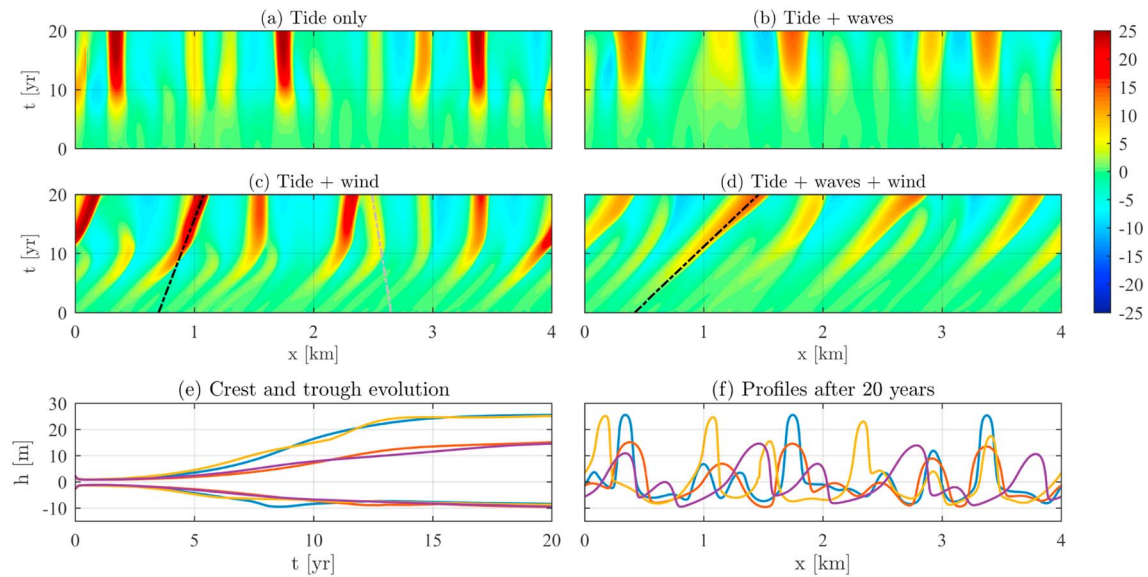 (a) Tide only
(b) Tide + waves
20
10
0
t [yr]
25
20
15
10
5
0
-5
-10
-15
-20
-25
(c) Tide + wind
(d) Tide + waves + wind
20
10
0
t [yr]
0 1 2 3 4
x [km]
0 1 2 3 4
x [km]
(e) Crest and trough evolution
(f) Profiles after 20 years
30
20
10
0
-10
h [m]
0 5 10 15 20
t [yr]
0 1 2 3 4
x [km]